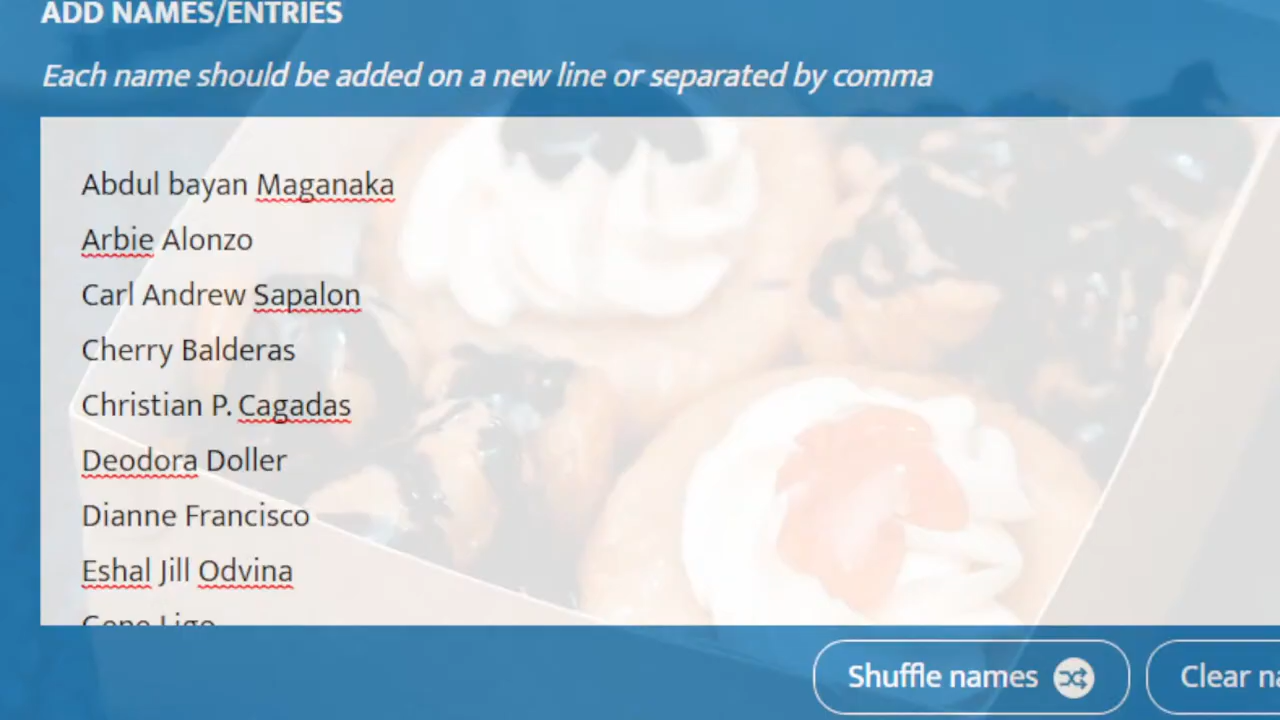 ADD NAMES/ENTRIES
Each name should be added on a new line or separated by comma
Abdul bayan Maganaka
Arbie Alonzo
Carl Andrew Sapalon
Cherry Balderas
Christian P. Cagadas
Deodora Doller
Dianne Francisco
Eshal Jill Odvina
Shuffle names
Clear